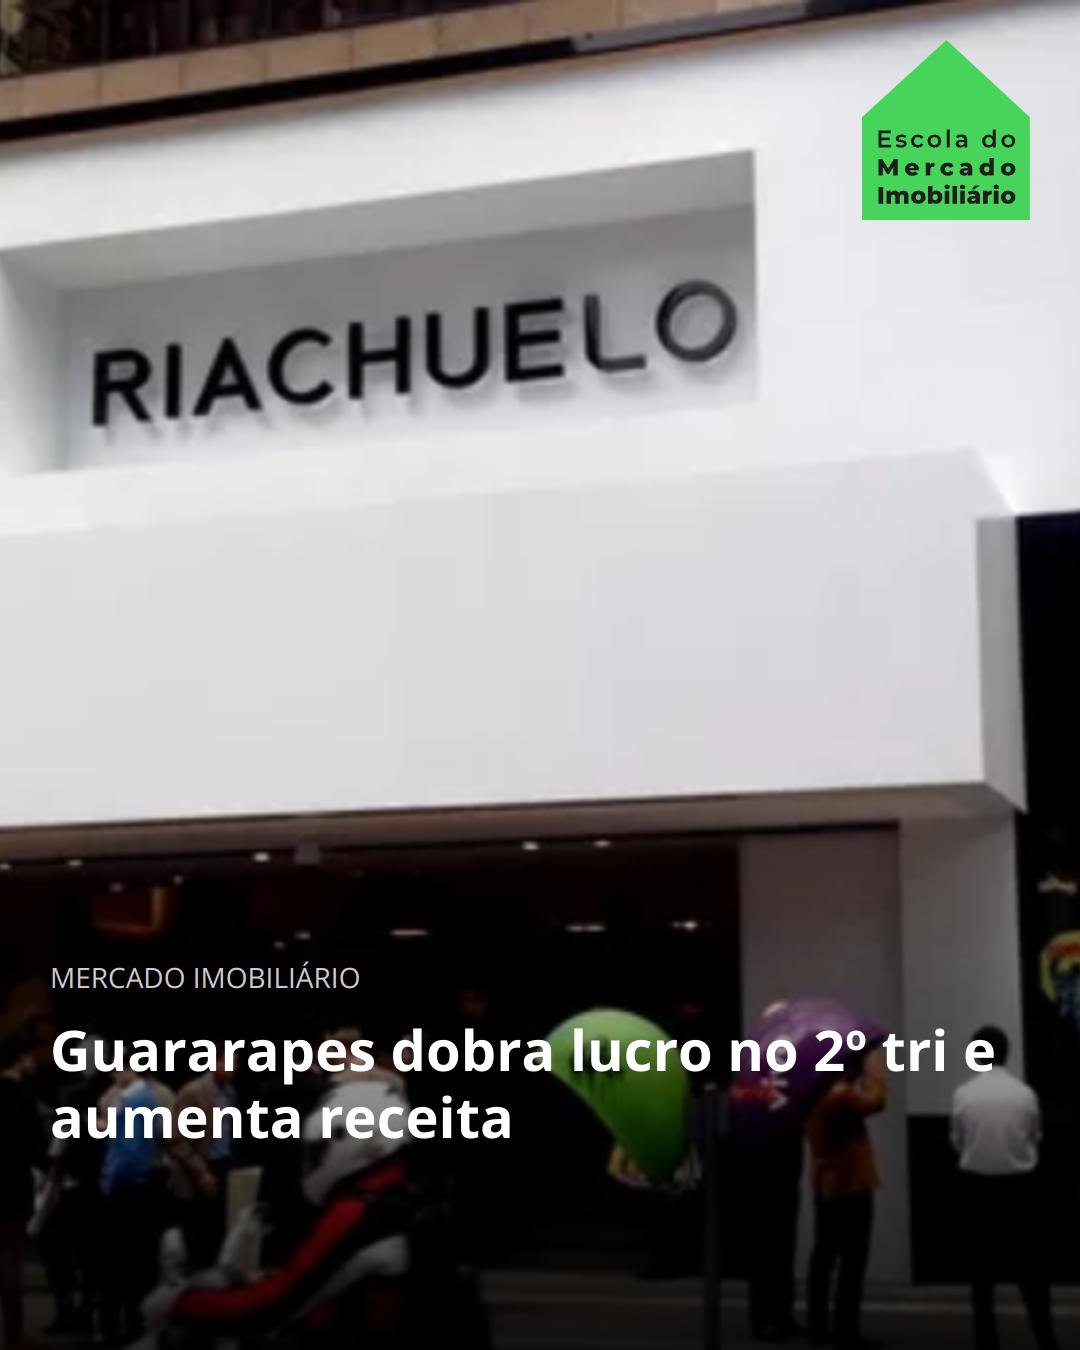 Escola do
Mercado
Imobiliário
RIACHUELO
MERCADO IMOBILIÁRIO
Guararapes dobra lucro no 2º tri e
aumenta receita